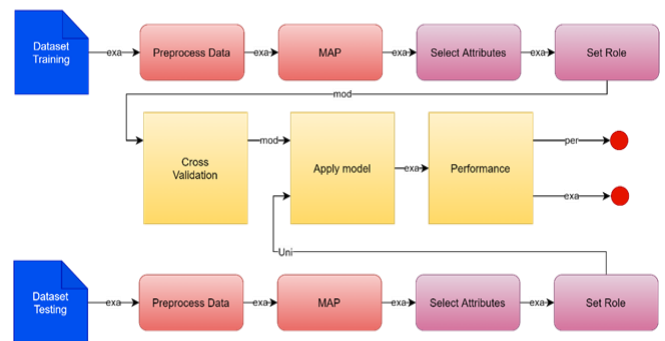 Dataset
Training
exa
Preprocess Data
exa
MAP
exa
Select Attributes
exa
Set Role
mod
Cross
Validation
mod
Apply model
exa
Performance
per
exa
Uni
Dataset
Testing
exa
Preprocess Data
exa
MAP
exa
Select Attributes
exa
Set Role